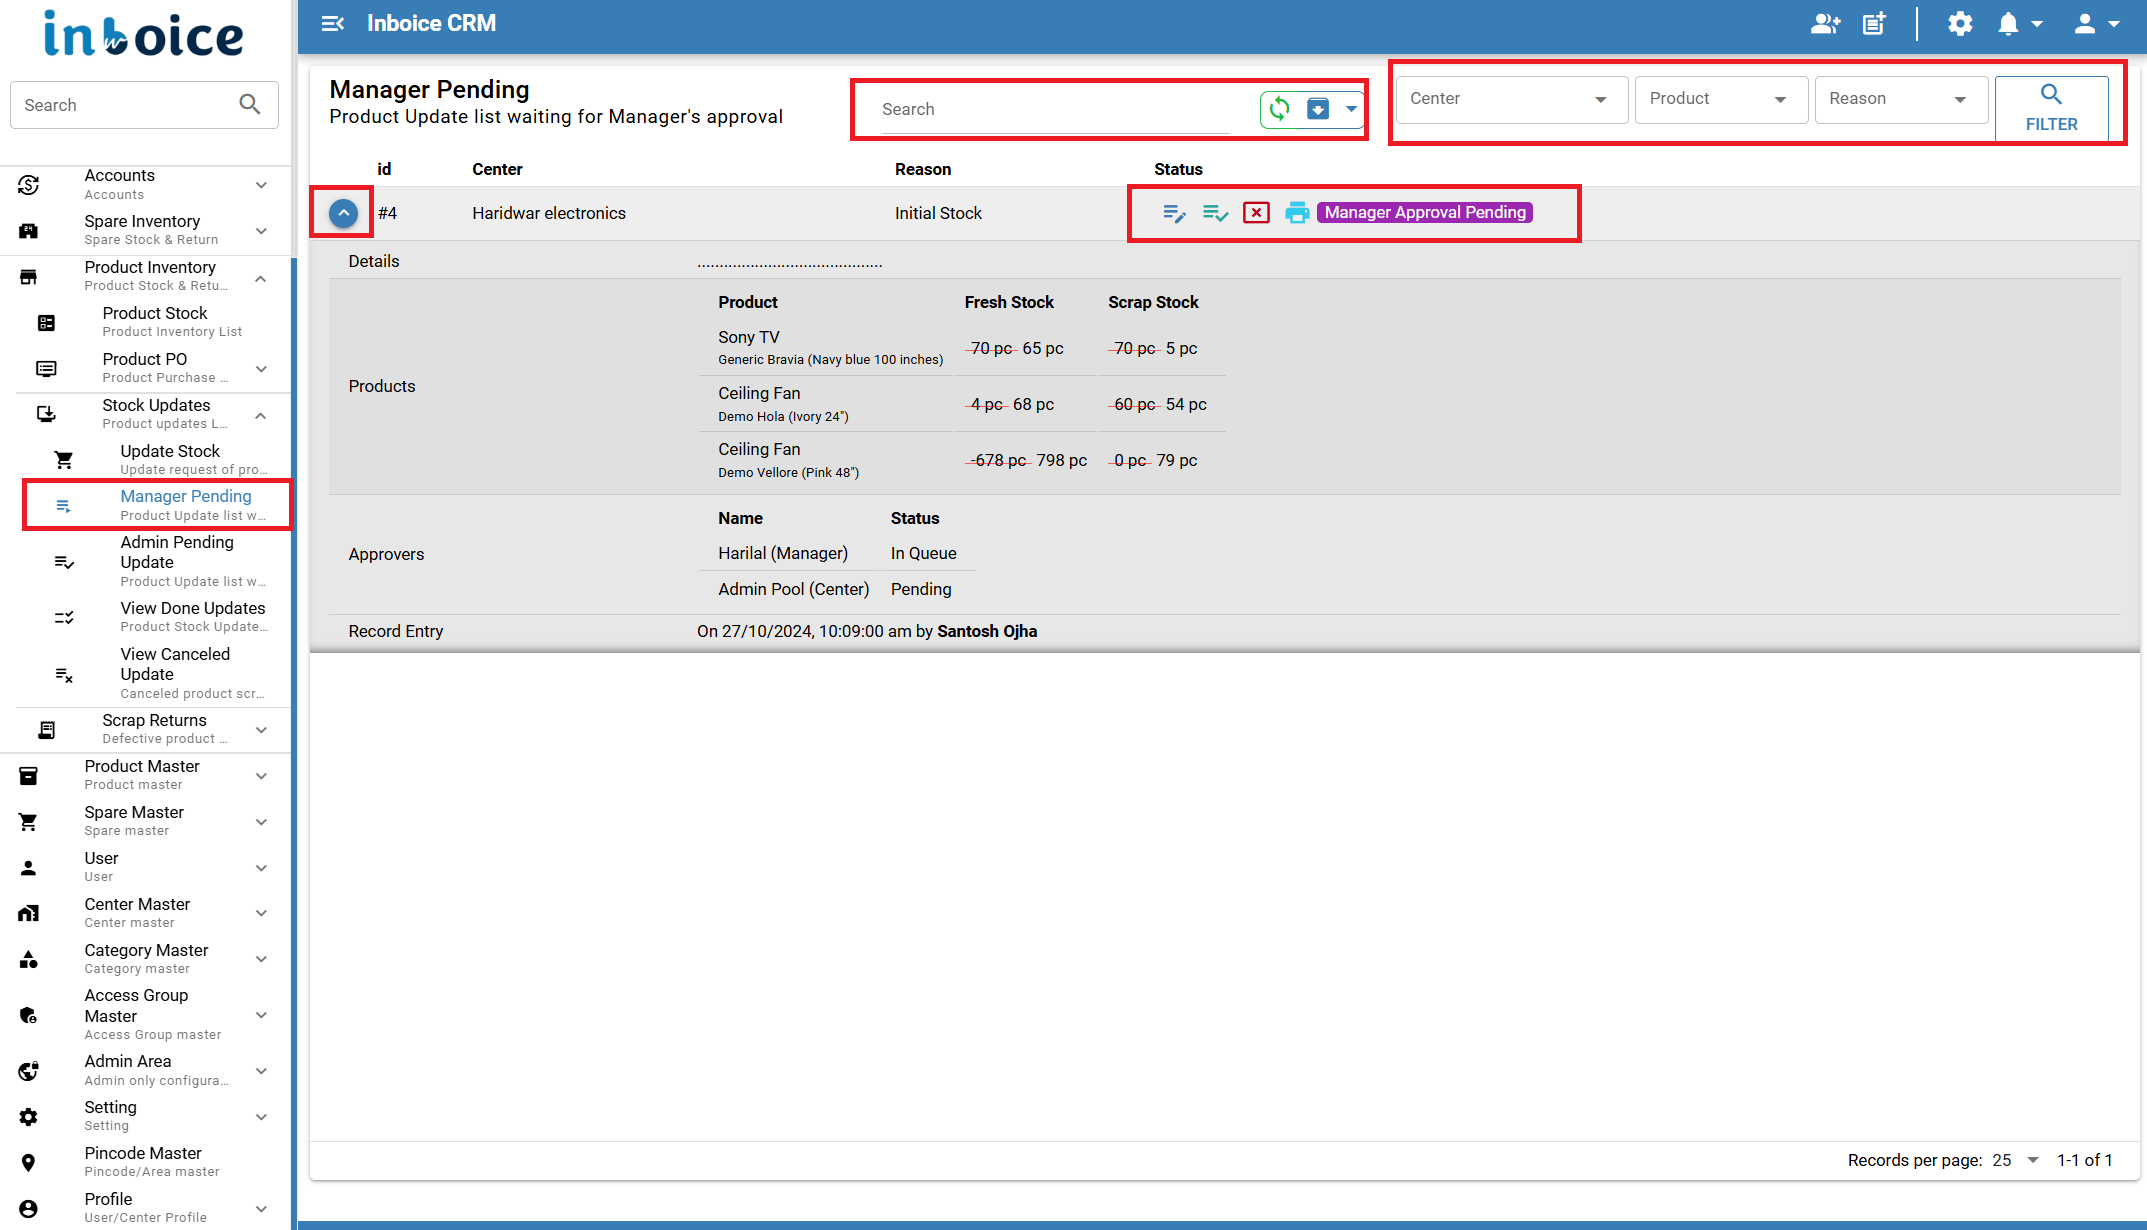 inboice
Search
Accounts
Accounts
Spare Inventory
Spare Stock & Return
Product Inventory
Product Stock & Retu...
Product Stock
Product Inventory List
Product PO
Product Purchase ...
Stock Updates
Product updates L...
Update Stock
Update request of pro...
Manager Pending
Product Update list w...
Admin Pending
Update
Product Update list w...
View Done Updates
Product Stock Update...
View Canceled
Update
Canceled product scr...
Scrap Returns
Defective product ...
Product Master
Product master
Spare Master
Spare master
User
User
Center Master
Center master
Category Master
Category master
Access Group
Master
Access Group master
Admin Area
Admin only configura...
Setting
Setting
Pincode Master
Pincode/Area master
Profile
User/Center Profile
Inboice CRM
Manager Pending
Product Update list waiting for Manager's approval
Search
Center
Product
Reason
FILTER
id Center Reason Status
#4 Haridwar electronics Initial Stock Manager Approval Pending
Details ..........................................
Products
Product Fresh Stock Scrap Stock
Sony TV
Generic Bravia (Navy blue 100 inches)
70 pc 65 pc 70 pc 5 pc
Ceiling Fan
Demo Hola (Ivory 24")
4 pc 68 pc 60 pc 54 pc
Ceiling Fan
Demo Vellore (Pink 48")
-678 pc 798 pc 0 pc 79 pc
Approvers
Name Status
Harilal (Manager) In Queue
Admin Pool (Center) Pending
Record Entry On 27/10/2024, 10:09:00 am by Santosh Ojha
Records per page: 25 1-1 of 1